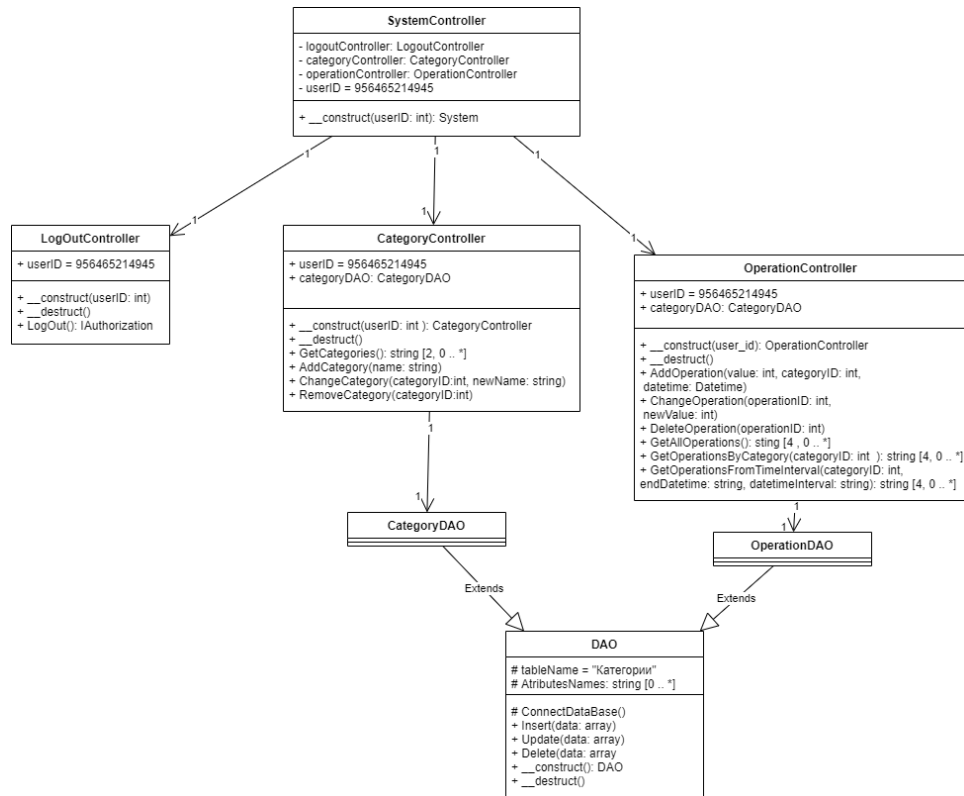 SystemController
- logoutController: LogoutController
- categoryController: CategoryController
- operationController: OperationController
- userID = 956465214945
+ __construct(userID: int): System
1
1
1
1
1
1
LogOutController
+ userID = 956465214945
+ __construct(userID: int)
+ __destruct()
+ LogOut(): IAuthorization
CategoryController
+ userID = 956465214945
+ categoryDAO: CategoryDAO
+ __construct(userID: int ): CategoryController
+ __destruct()
+ GetCategories(): string [2, 0 .. *]
+ AddCategory(name: string)
+ ChangeCategory(categoryID:int, newName: string)
+ RemoveCategory(categoryID:int)
OperationController
+ userID = 956465214945
+ categoryDAO: CategoryDAO
+ __construct(user_id): OperationController
+ __destruct()
+ AddOperation(value: int, categoryID: int,
datetime: Datetime)
+ ChangeOperation(operationID: int,
newValue: int)
+ DeleteOperation(operationID: int)
+ GetAllOperations(): sting [4 , 0 .. *]
+ GetOperationsByCategory(categoryID: int ): string [4, 0 .. *]
+ GetOperationsFromTimeInterval(categoryID: int,
endDatetime: string, datetimeInterval: string): string [4, 0 .. *]
1
1
1
1
CategoryDAO
OperationDAO
Extends
Extends
DAO
# tableName = "Категории"
# AtributesNames: string [0 .. *]
# ConnectDataBase()
+ Insert(data: array)
+ Update(data: array)
+ Delete(data: array
+ __construct(): DAO
+ __destruct()